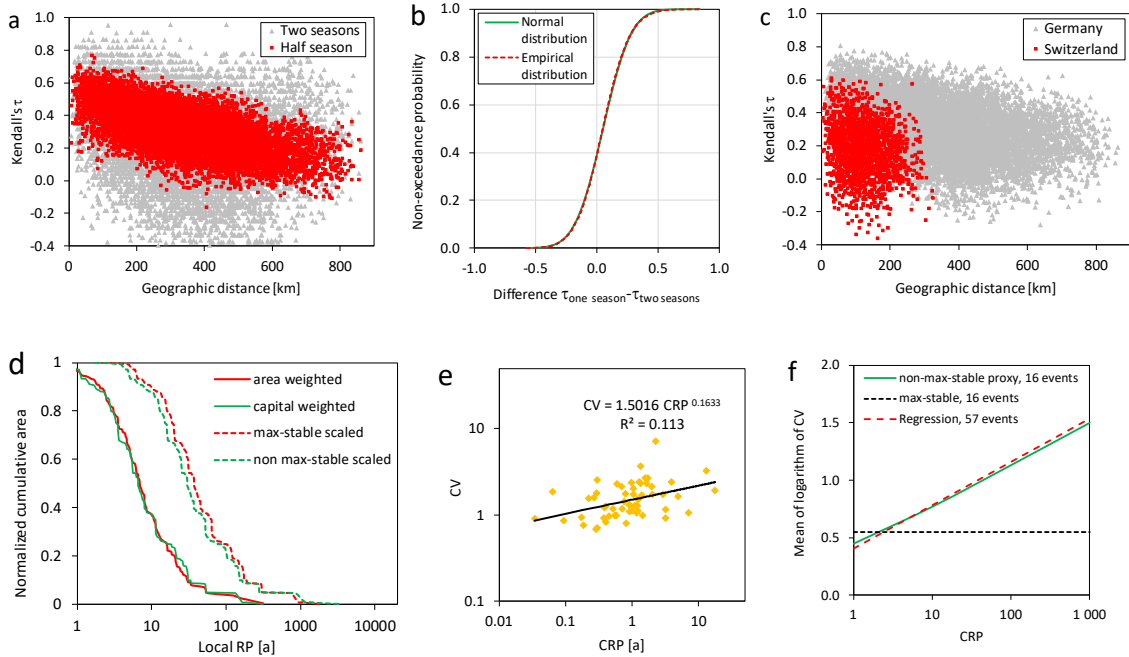 a
Kendall's τ
1.0
0.8
0.6
0.4
0.2
0.0
-0.2
-0.4
0
200
400
600
800
Geographic distance [km]
Two seasons
Half season
b
Non-exceedance probability
1.0
0.8
0.6
0.4
0.2
0.0
-1.0
-0.5
0.0
0.5
1.0
Difference τone season-τtwo seasons
Normal
distribution
Empirical
distribution
c
Kendall's τ
1.0
0.8
0.6
0.4
0.2
0.0
-0.2
-0.4
0
200
400
600
800
Geographic distance [km]
Germany
Switzerland
d
Normalized cumulative area
1
0.8
0.6
0.4
0.2
0
1
10
100
1000
10000
Local RP [a]
area weighted
capital weighted
max-stable scaled
non max-stable scaled
e
CV
10
1
0.1
0.01
0.1
1
10
CRP [a]
CV = 1.5016 CRP 0.1633
R² = 0.113
f
Mean of logarithm of CV
2.0
1.5
1.0
0.5
0.0
1
10
100
1 000
CRP
non-max-stable proxy, 16 events
max-stable, 16 events
Regression, 57 events